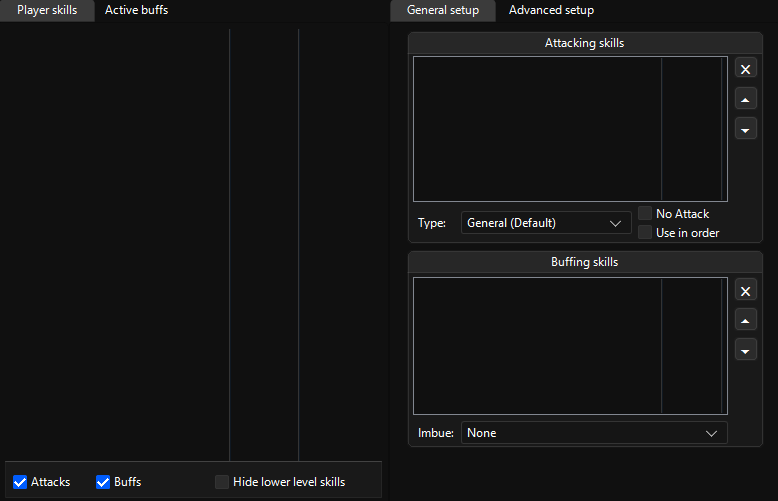 Player skills
Active buffs
General setup
Advanced setup
Attacking skills
Type:
General (Default)
No Attack
Use in order
Buffing skills
Imbue:
None
Attacks
Buffs
Hide lower level skills